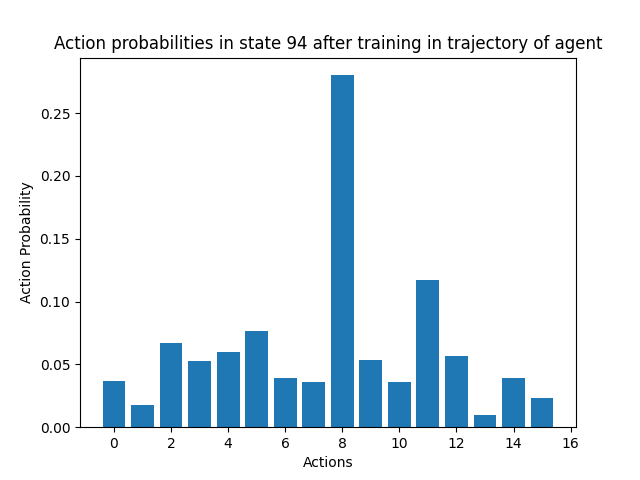 Action probabilities in state 94 after training in trajectory of agent
0.25
0.20
0.15
0.10
0.05
0.00
Action Probability
0 2 4 6 8 10 12 14 16
Actions